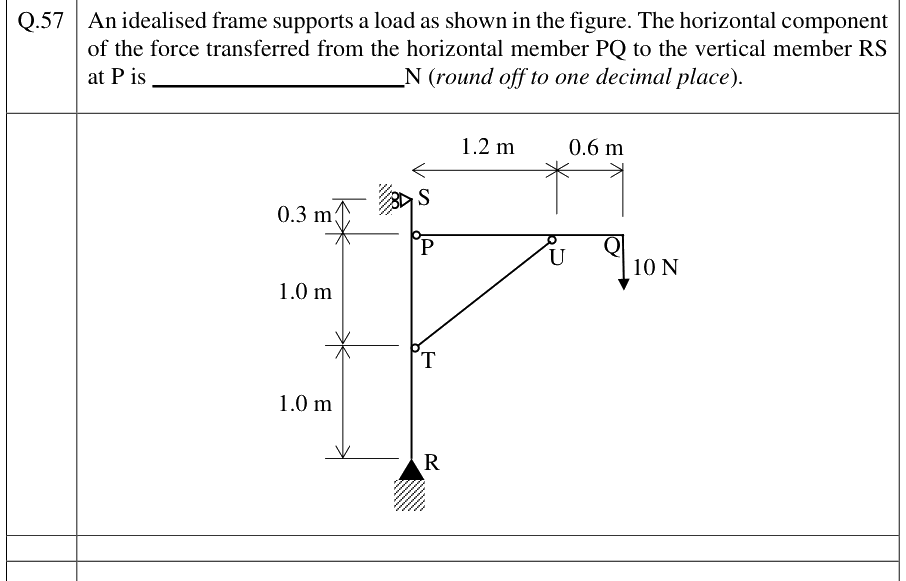 Q.57 An idealised frame supports a load as shown in the figure. The horizontal component
of the force transferred from the horizontal member PQ to the vertical member RS
at P is ____________________N (round off to one decimal place).
1.2 m 0.6 m
S
0.3 m
P Q
U
10 N
1.0 m
T
1.0 m
R